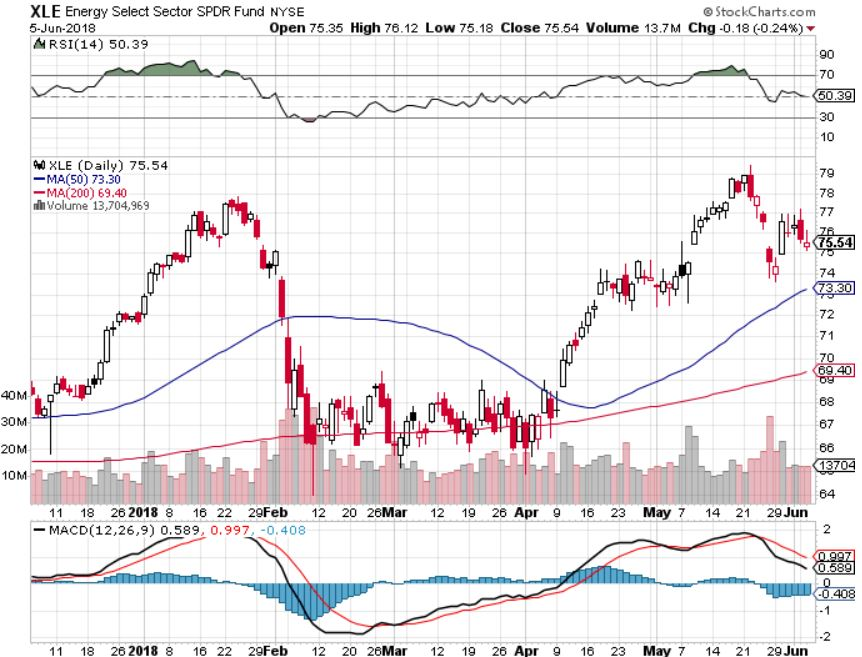 XLE Energy Select Sector SPDR Fund NYSE © StockCharts.com
5-Jun-2018 Open 75.35 High 76.12 Low 75.18 Close 75.54 Volume 13.7M Chg -0.18 (-0.24%)
RSI(14) 50.39
90
70
50.39
30
10
XLE (Daily) 75.54
MA(50) 73.30
MA(200) 69.40
Volume 13,704,969
79
78
77
76
75.54
75
74
73.30
73
72
71
70
69.40
69
68
67
66
13704
64
40M
30M
20M
10M
11 18 26 2018 8 16 22 29 Feb 12 20 26 Mar 12 19 26 Apr 9 16 23 May 7 14 21 29 Jun
MACD(12,26,9) 0.589, 0.997, -0.408
2
0.997
0.589
0
-0.408
-1
-2
11 18 26 2018 8 16 22 29 Feb 12 20 26 Mar 12 19 26 Apr 9 16 23 May 7 14 21 29 Jun